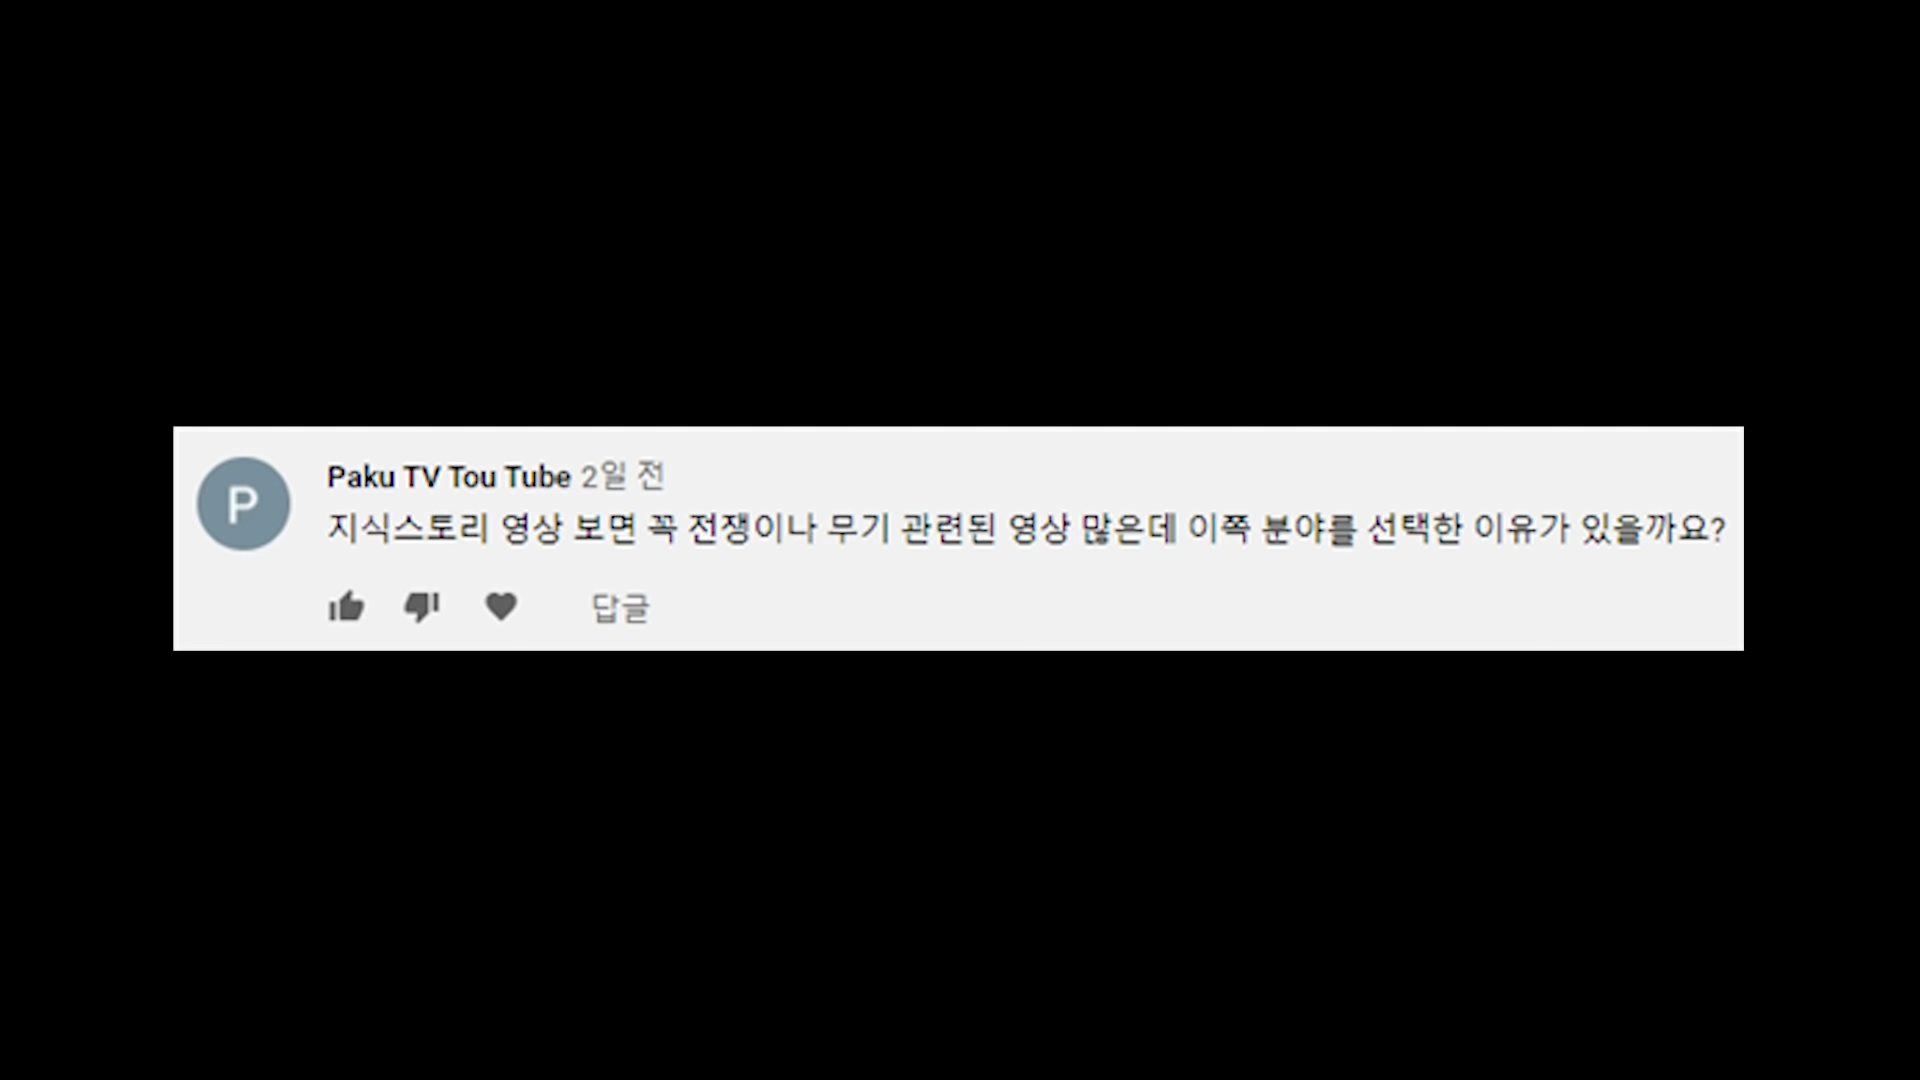 P
Paku TV Tou Tube 2일 전
지식스토리 영상 보면 꼭 전쟁이나 무기 관련된 영상 많은데 이쪽 분야를 선택한 이유가 있을까요?
답글